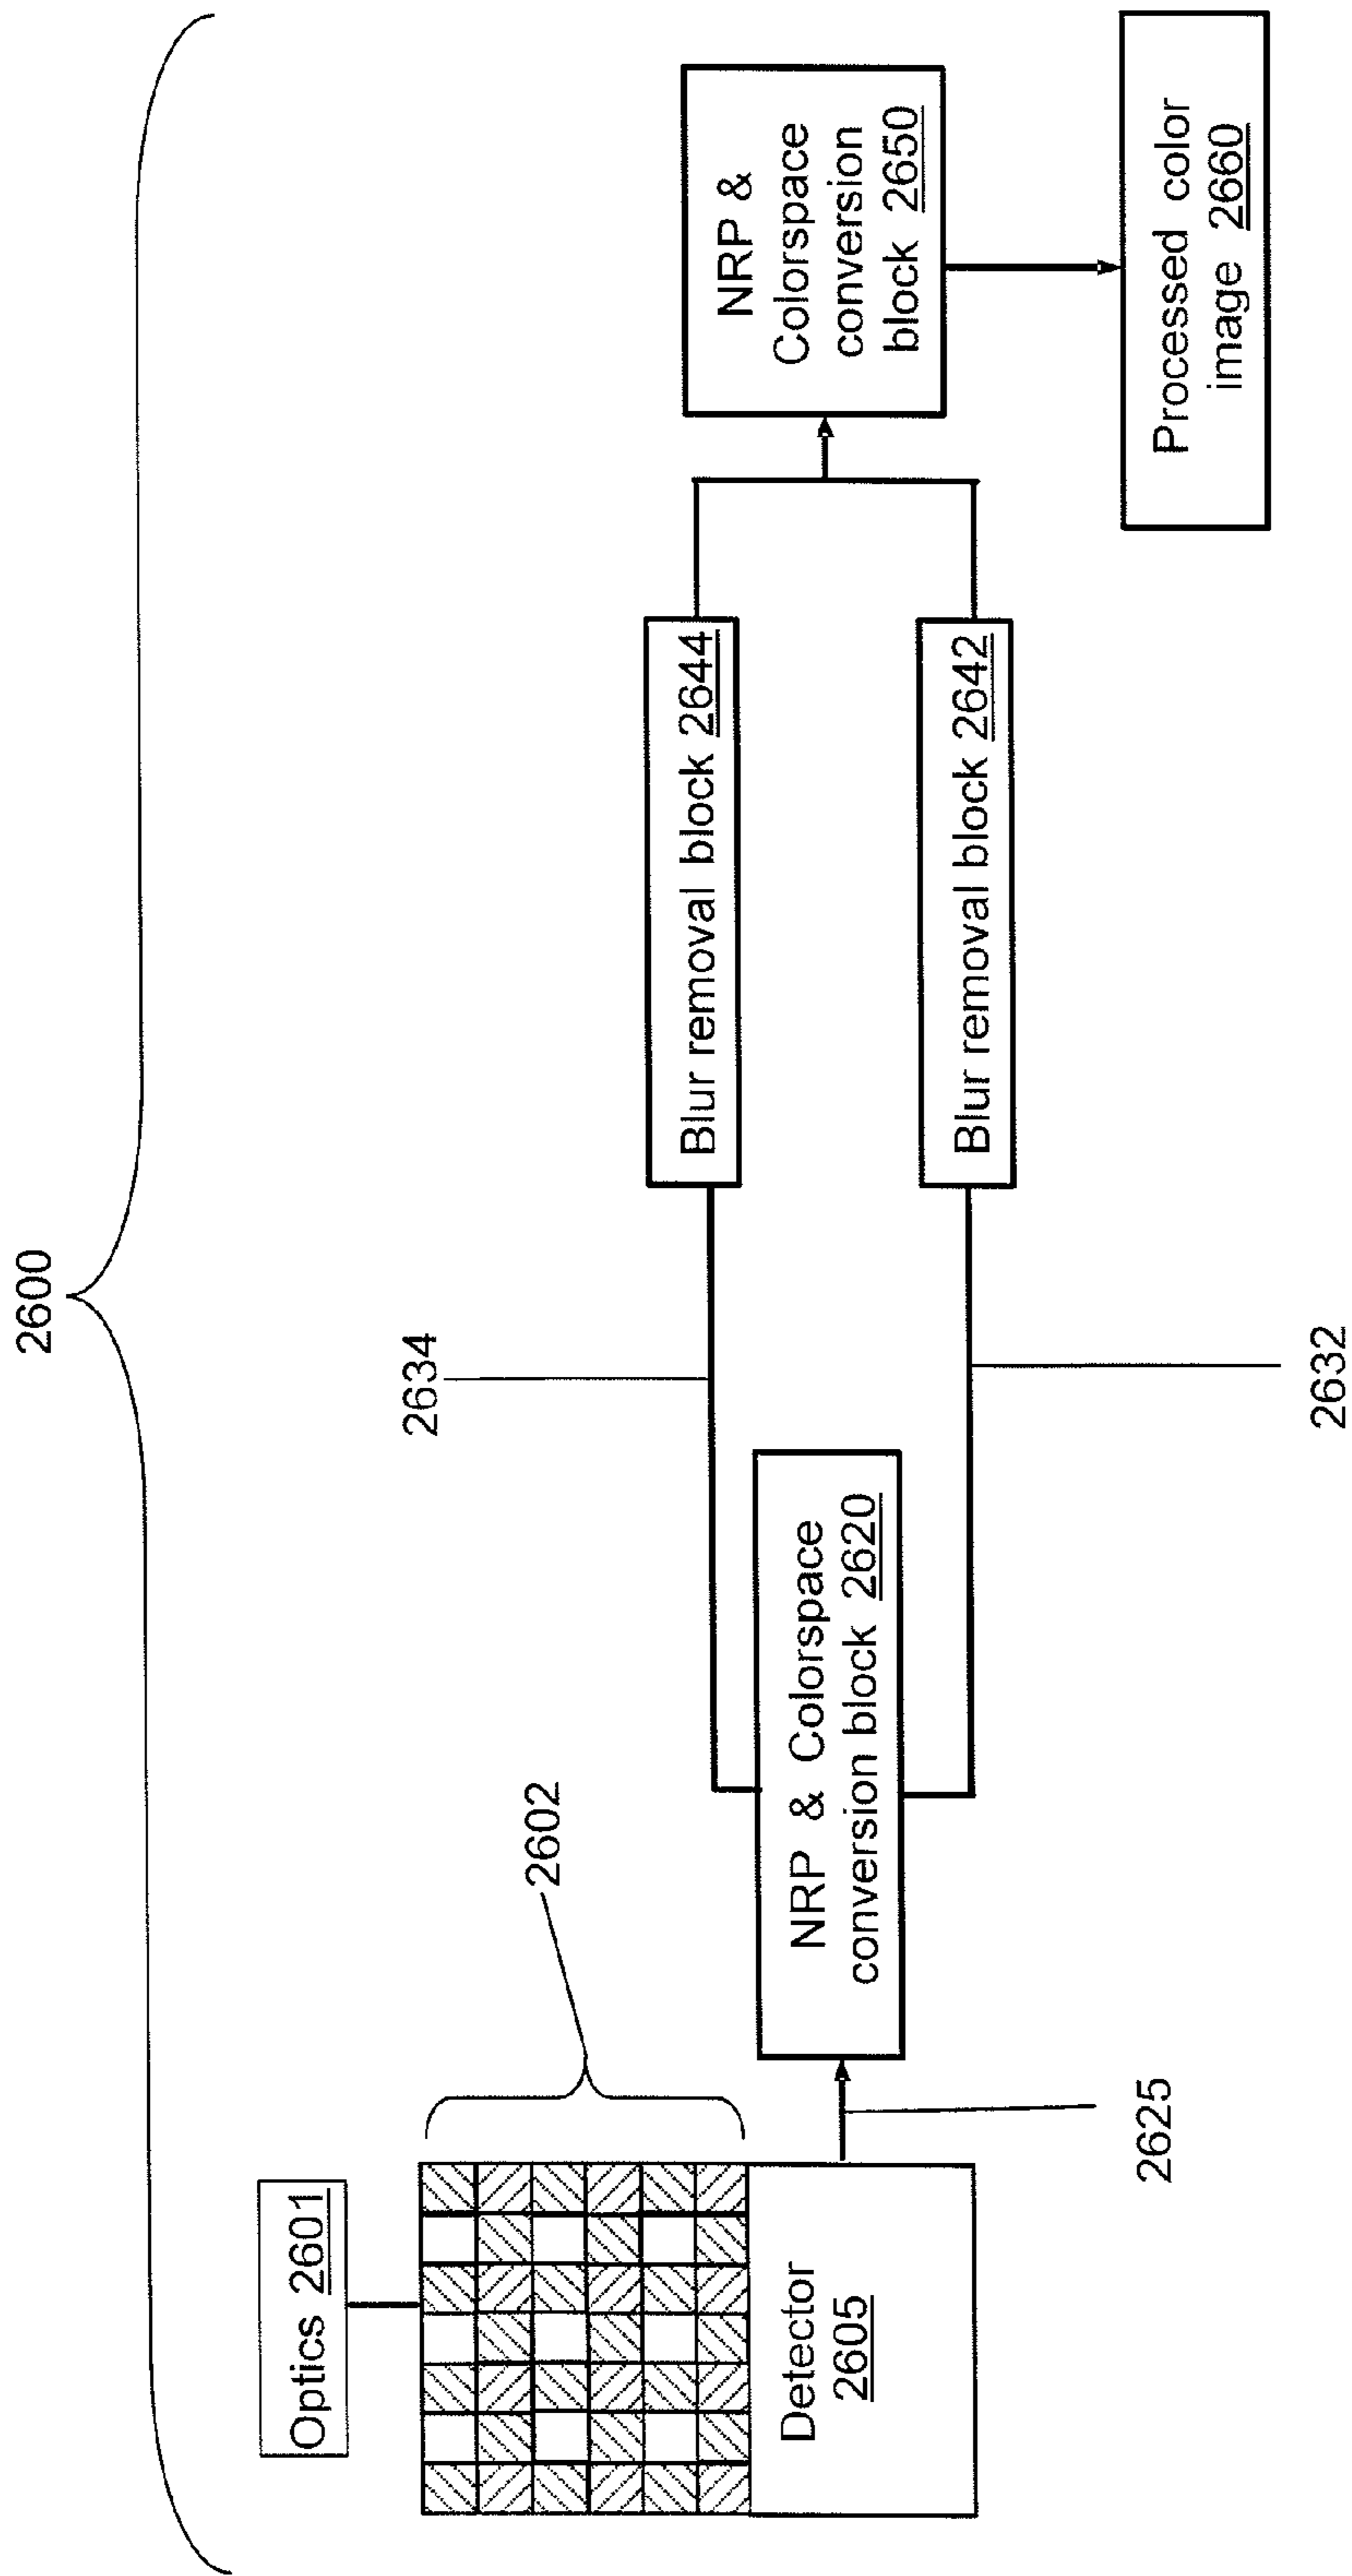 2600
Optics 2601
2602
Detector
2605
2625
NRP & Colorspace
conversion block 2620
2634
2632
Blur removal block 2644
Blur removal block 2642
NRP &
Colorspace
conversion
block 2650
Processed color
image 2660